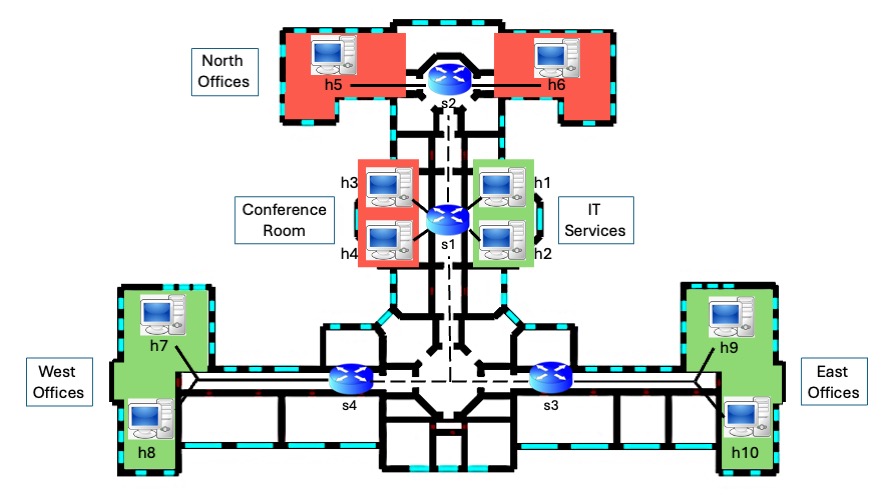 North
Offices
h5
h6
s2
h3
h1
Conference
Room
IT
Services
s1
h4
h2
h7
h9
West
Offices
East
Offices
s4
s3
h8
h10